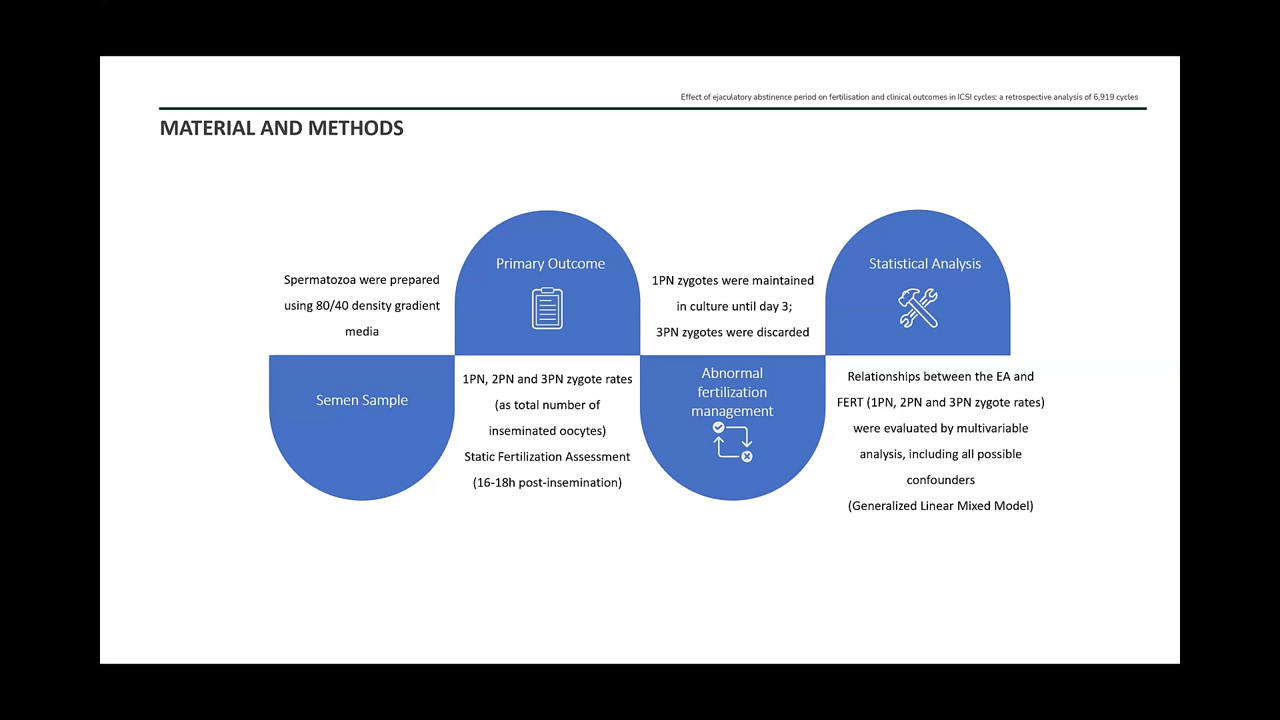 Effect of ejaculatory abstinence period on fertilisation and clinical outcomes in ICSI cycles: a retrospective analysis of 6,919 cycles
MATERIAL AND METHODS
Spermatozoa were prepared
using 80/40 density gradient
media
Semen Sample
Primary Outcome
1PN, 2PN and 3PN zygote rates
(as total number of
inseminated oocytes)
Static Fertilization Assessment
(16-18h post-insemination)
1PN zygotes were maintained
in culture until day 3;
3PN zygotes were discarded
Abnormal
fertilization
management
Statistical Analysis
Relationships between the EA and
FERT (1PN, 2PN and 3PN zygote rates)
were evaluated by multivariable
analysis, including all possible
confounders
(Generalized Linear Mixed Model)